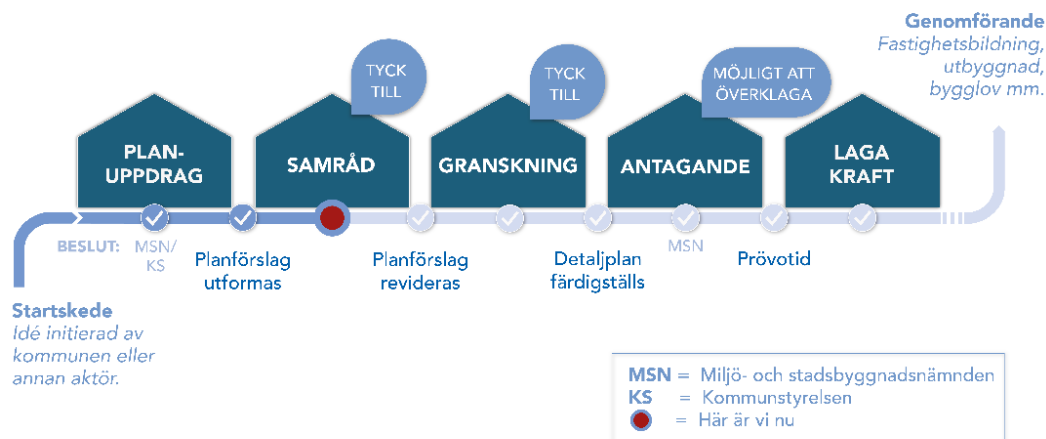 Genomförande
Fastighetsbildning,
utbyggnad,
bygglov mm.
TYCK
TILL
TYCK
TILL
MÖJLIGT ATT
ÖVERKLAGA
PLAN-
UPPDRAG
SAMRÅD
GRANSKNING
ANTAGANDE
LAGA
KRAFT
BESLUT: MSN/
KS
Planförslag
utformas
Planförslag
revideras
Detaljplan
färdigställs
MSN
Prövotid
Startskede
Idé initierad av
kommunen eller
annan aktör.
MSN = Miljö- och stadsbyggnadsnämnden
KS = Kommunstyrelsen
= Här är vi nu